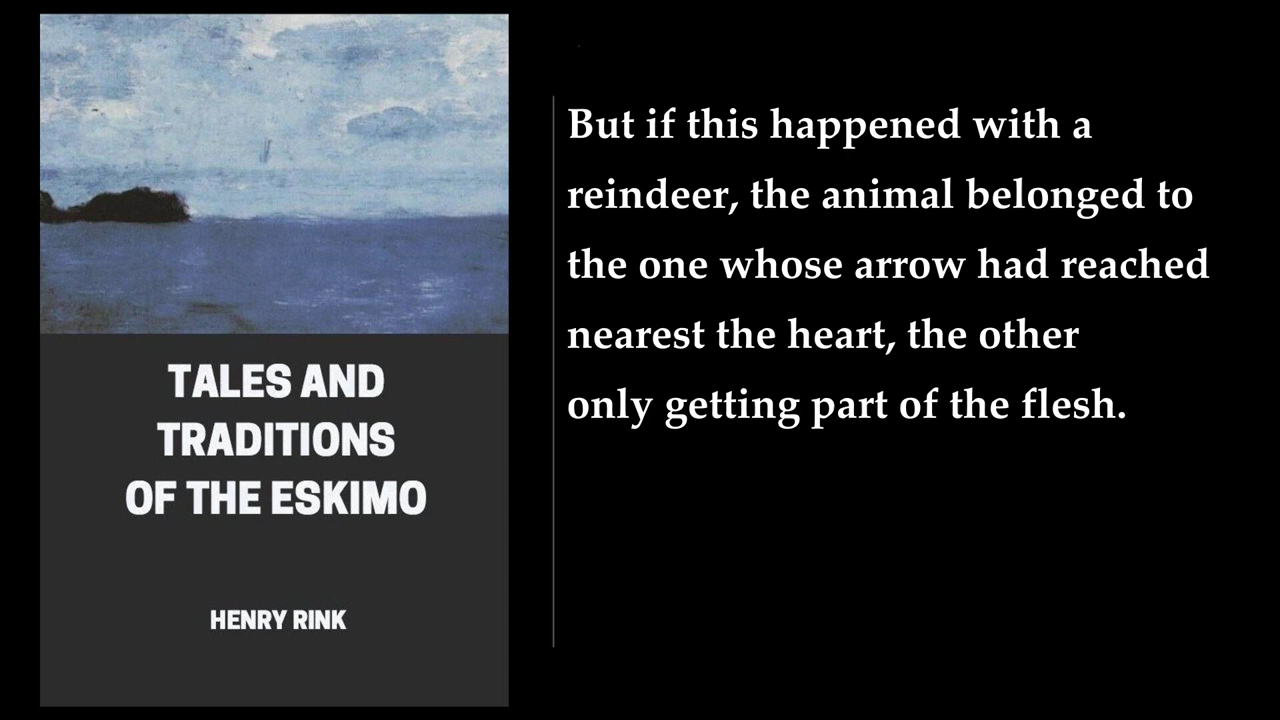 TALES AND
TRADITIONS
OF THE ESKIMO
HENRY RINK
But if this happened with a
reindeer, the animal belonged to
the one whose arrow had reached
nearest the heart, the other
only getting part of the flesh.